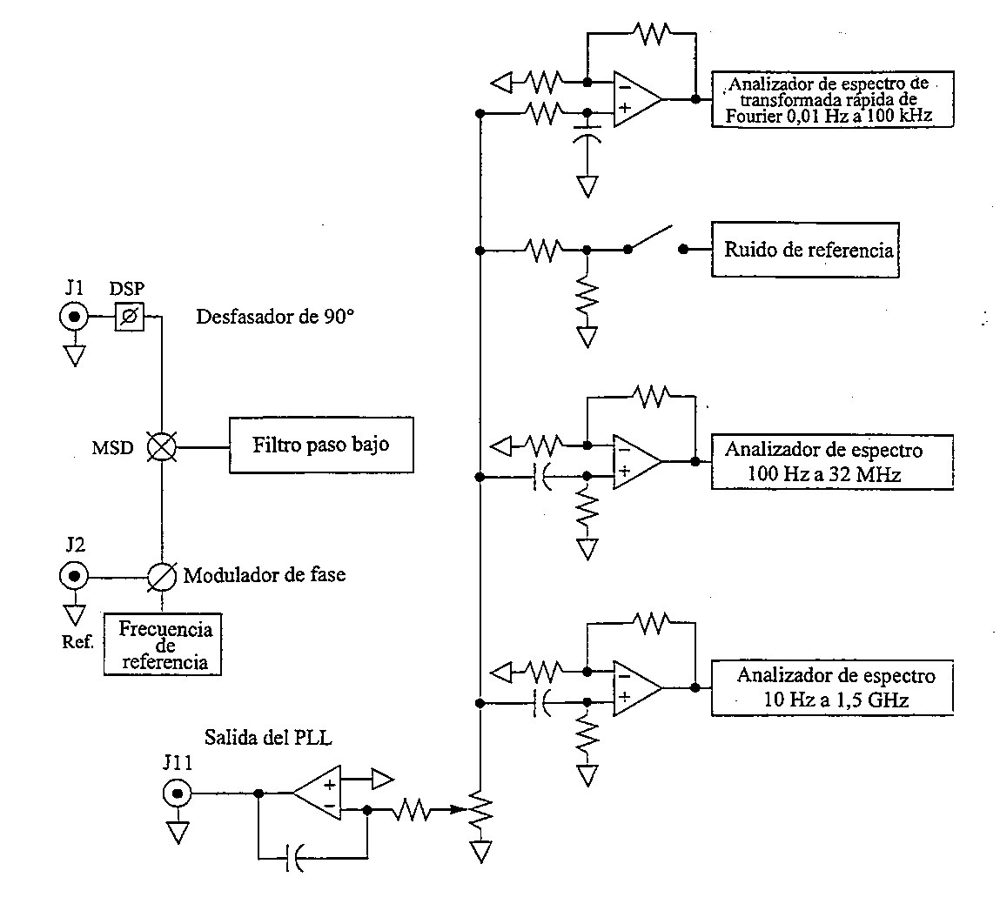 Analizador de espectro de
transformada rápida de
Fourier 0,01 Hz a 100 kHz
Ruido de referencia
J1
DSP
Desfasador de 90°
MSD
Filtro paso bajo
Analizador de espectro
100 Hz a 32 MHz
J2
Modulador de fase
Ref.
Frecuencia
de
referencia
Analizador de espectro
10 Hz a 1,5 GHz
Salida del PLL
J11